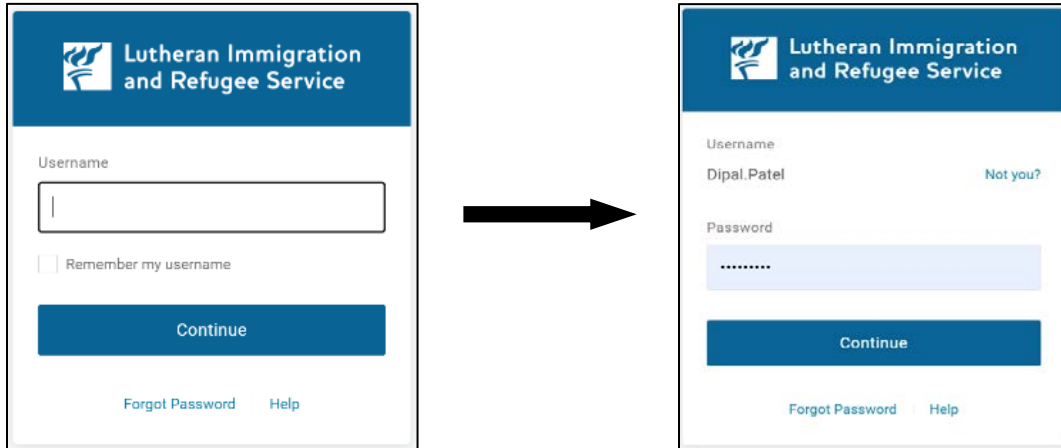 Lutheran Immigration
and Refugee Service
Username
Remember my username
Continue
Forgot Password Help
Lutheran Immigration
and Refugee Service
Username
Dipal.Patel Not you?
Password
•••••••••
Continue
Forgot Password Help